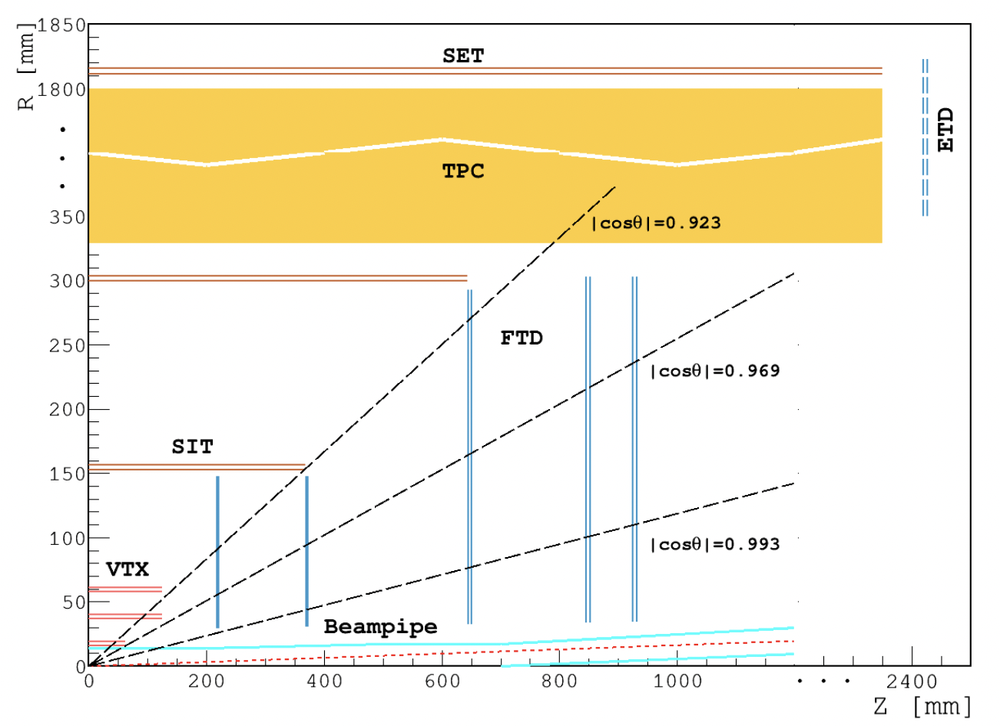 1850
R [mm]
SET
1800
ETD
TPC
350
|cosθ|=0.923
300
FTD
250
|cosθ|=0.969
200
SIT
150
100
|cosθ|=0.993
VTX
50
Beampipe
0
0 200 400 600 800 1000 • • • 2400
Z [mm]